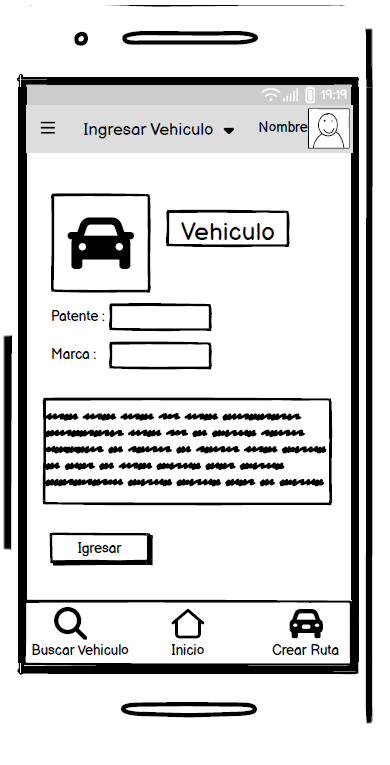 19:19
Ingresar Vehiculo
Nombre
Vehiculo
Patente :
Marca :
Igresar
Buscar Vehiculo
Inicio
Crear Ruta